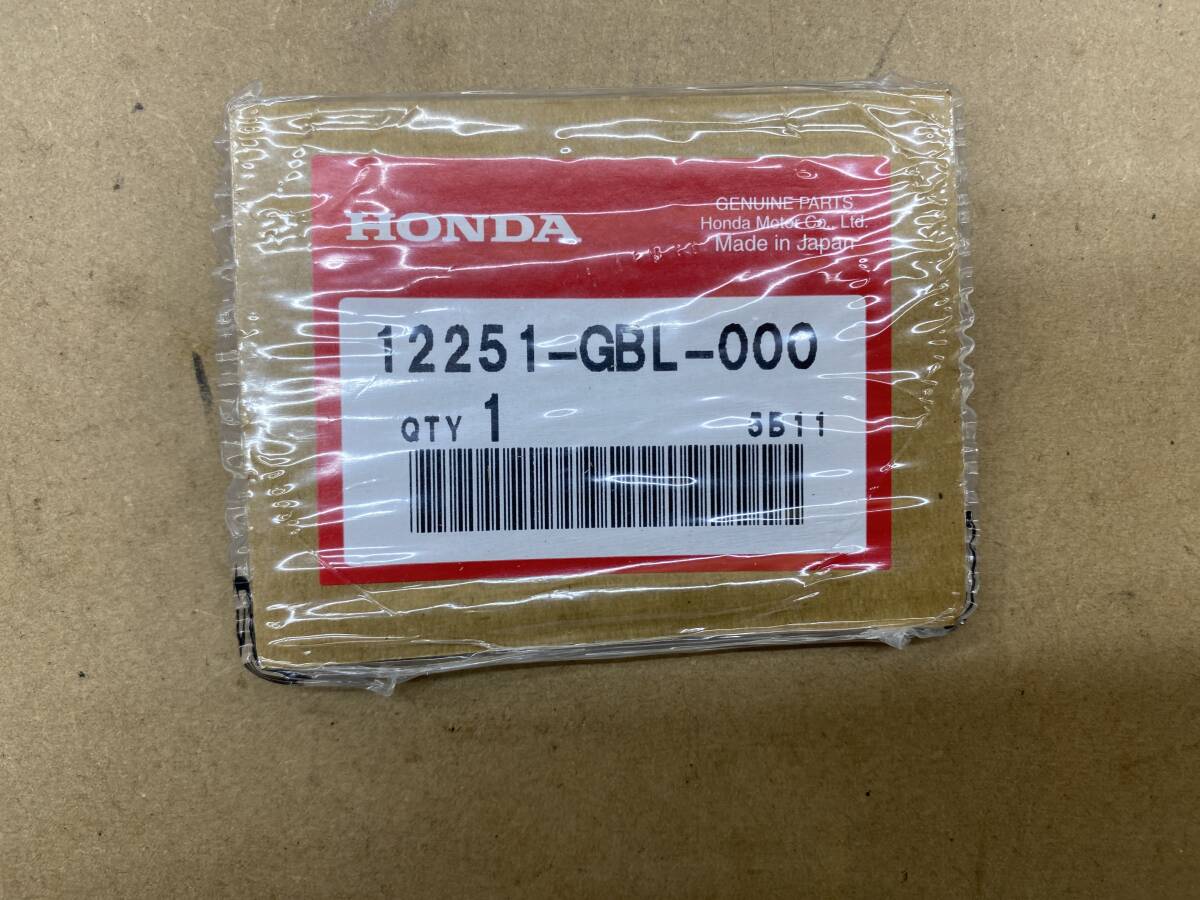 HONDA
GENUINE PARTS
Honda Motor Co., Ltd.
Made in Japan
12251-GBL-000
QTY 1 5B11